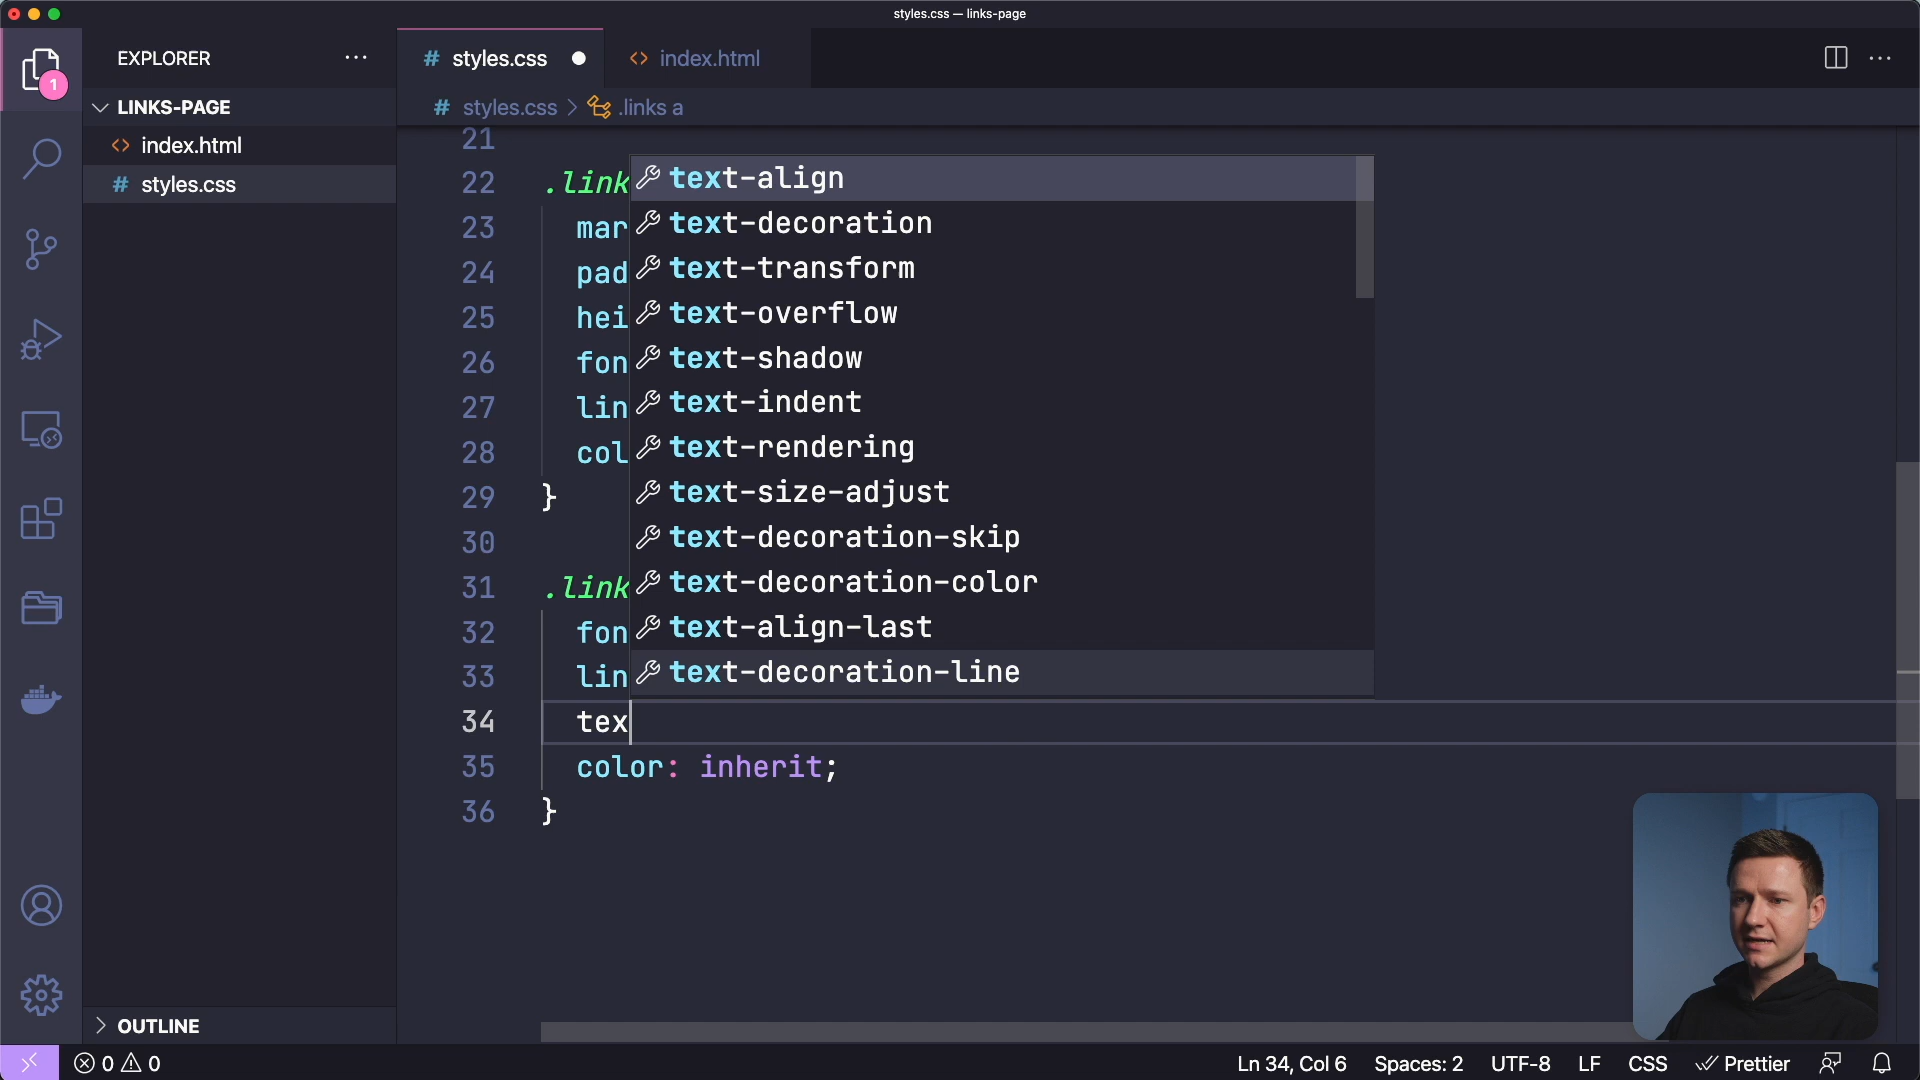 styles.css — links-page
EXPLORER
LINKS-PAGE
index.html
styles.css
OUTLINE
1
# styles.css
<> index.html
# styles.css > .links a
21
22 .link
23 mar
24 pad
25 hei
26 fon
27 lin
28 col
29 }
30
31 .link
32 fon
33 lin
34 tex
35 color: inherit;
36 }
text-align
text-decoration
text-transform
text-overflow
text-shadow
text-indent
text-rendering
text-size-adjust
text-decoration-skip
text-decoration-color
text-align-last
text-decoration-line
0 0
Ln 34, Col 6 Spaces: 2 UTF-8 LF CSS Prettier